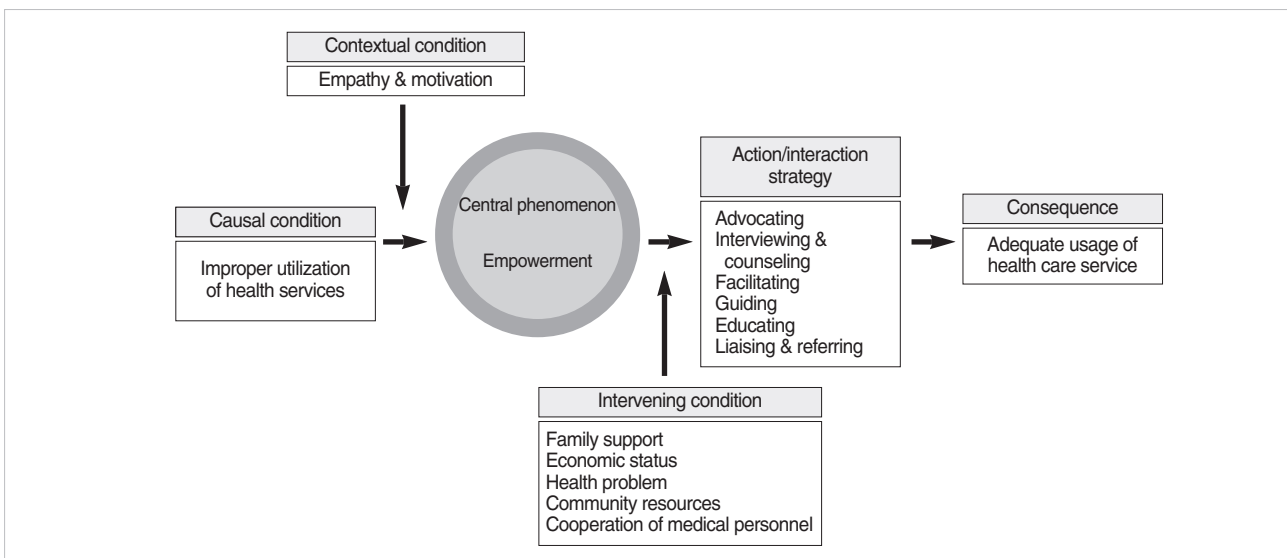 Contextual condition
Empathy & motivation
Causal condition
Improper utilization
of health services
Central phenomenon
Empowerment
Action/interaction
strategy
Advocating
Interviewing &
counseling
Facilitating
Guiding
Educating
Liaising & referring
Consequence
Adequate usage of
health care service
Intervening condition
Family support
Economic status
Health problem
Community resources
Cooperation of medical personnel